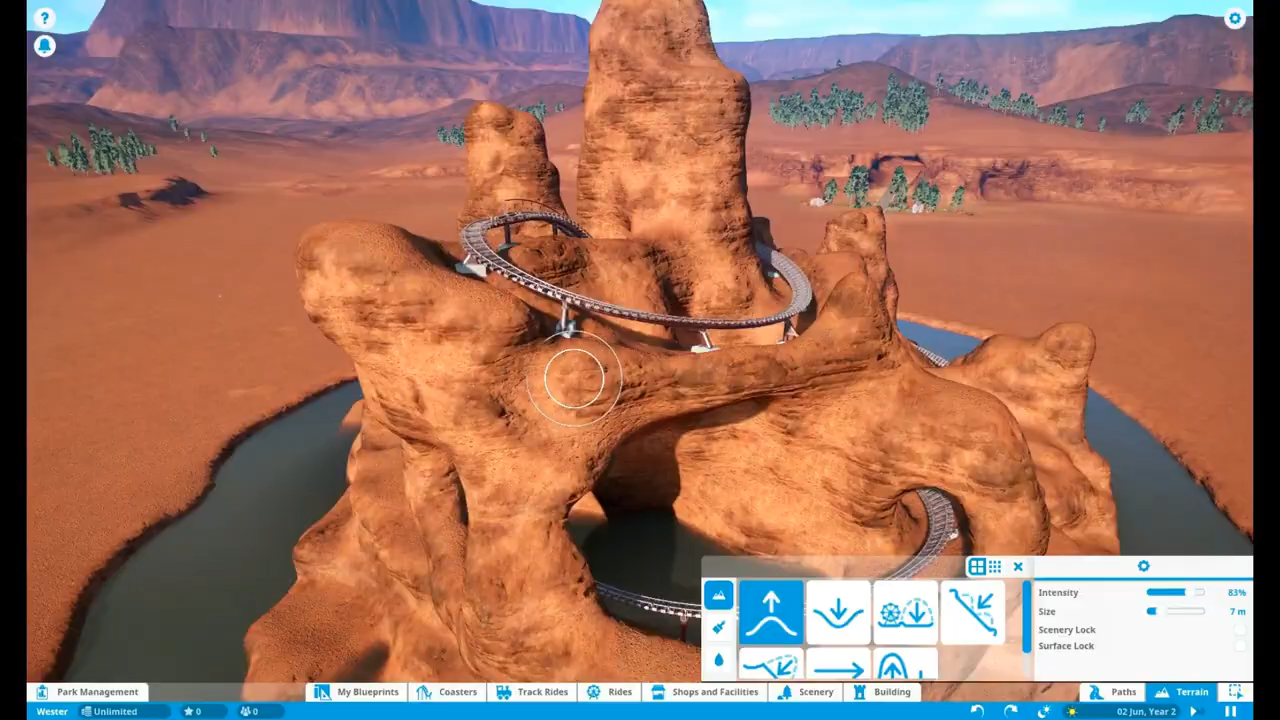 ?
Intensity 83%
Size 7 m
Scenery Lock
Surface Lock
Park Management My Blueprints Coasters Track Rides Rides Shops and Facilities Scenery Building Paths Terrain
Wester Unlimited 0 0 02 Jun, Year 2